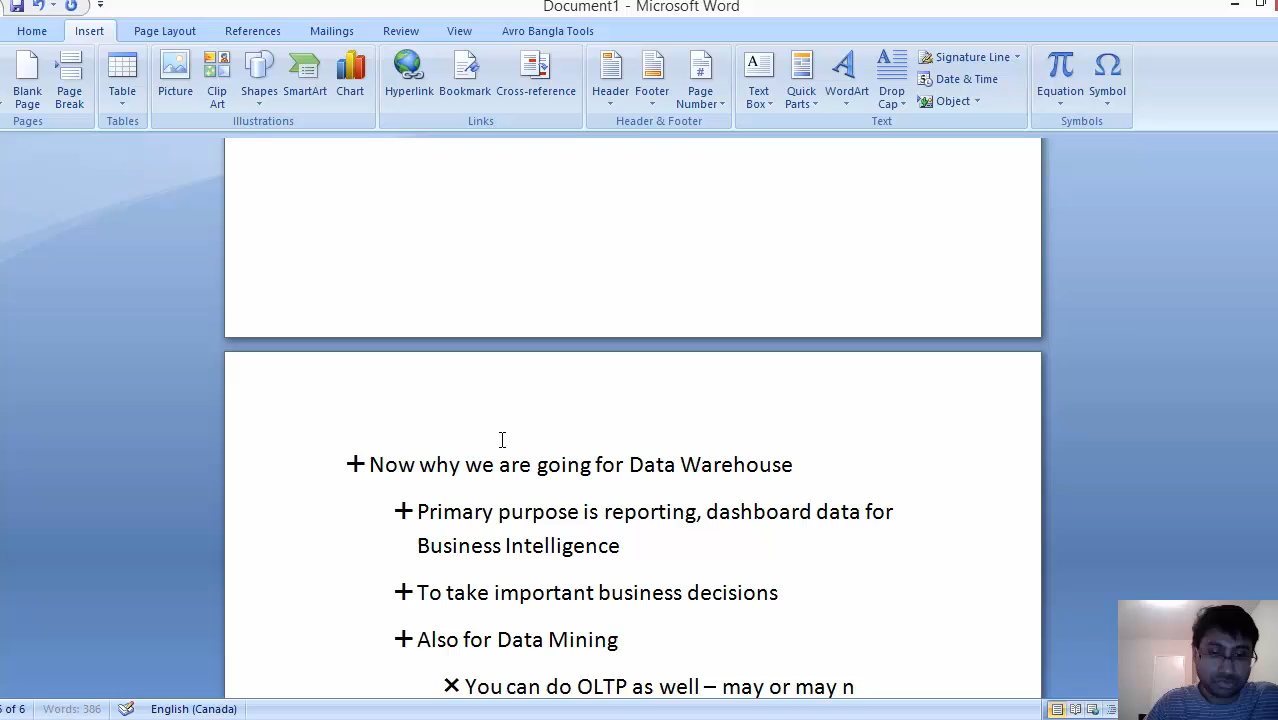 Document1 - Microsoft Word
Home Insert Page Layout References Mailings Review View Avro Bangla Tools
Blank Page
Page Break
Pages
Table
Tables
Picture
Clip Art
Shapes
SmartArt
Chart
Illustrations
Hyperlink
Bookmark
Cross-reference
Links
Header
Footer
Page Number
Header & Footer
A
Text Box
Quick Parts
WordArt
Drop Cap
Signature Line
Date & Time
Object
Text
π
Equation
Ω
Symbol
Symbols
Now why we are going for Data Warehouse
Primary purpose is reporting, dashboard data for
Business Intelligence
To take important business decisions
Also for Data Mining
You can do OLTP as well – may or may n
6 of 6 Words: 386 English (Canada)